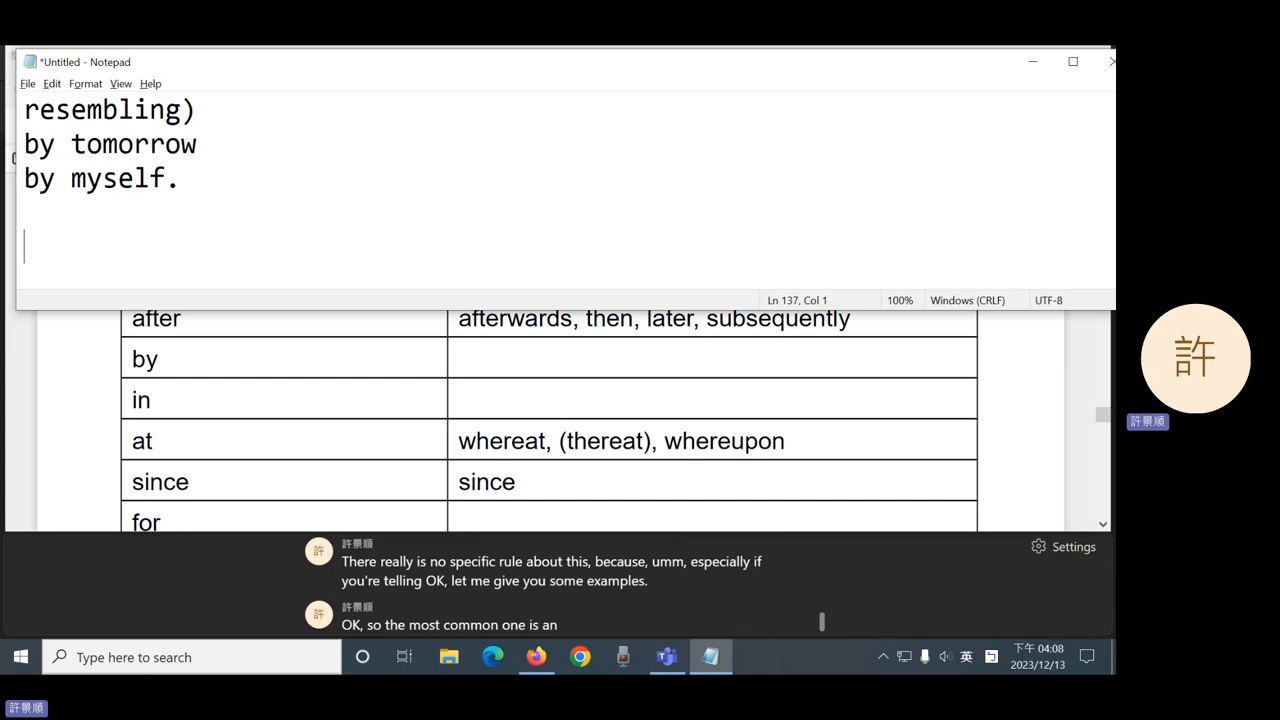 *Untitled - Notepad
File Edit Format View Help
resembling)
by tomorrow
by myself.
Ln 137, Col 1 100% Windows (CRLF) UTF-8
after afterwards, then, later, subsequently
by
in
at whereat, (thereat), whereupon
since since
for
許
許景順
許
許景順
There really is no specific rule about this, because, umm, especially if
you're telling OK, let me give you some examples.
Settings
許
許景順
OK, so the most common one is an
Type here to search
英
下午 04:08
2023/12/13
許景順